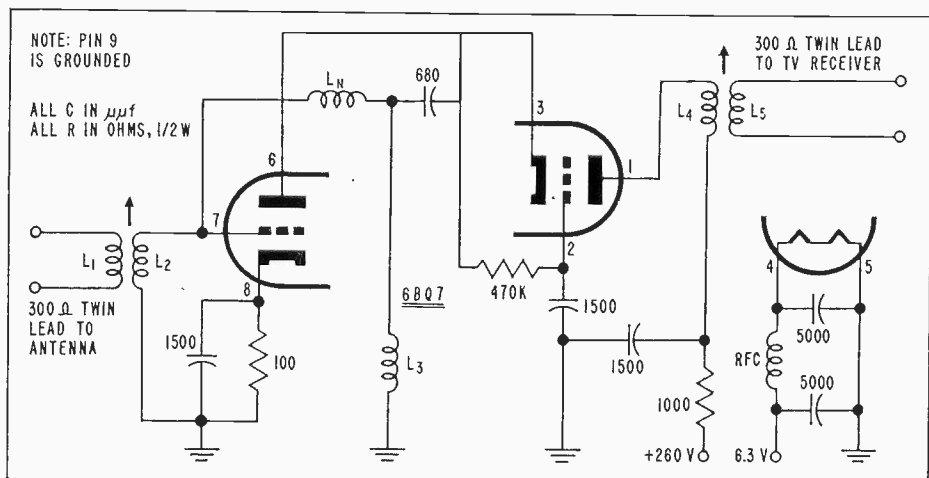 NOTE: PIN 9
IS GROUNDED
ALL C IN μμf
ALL R IN OHMS, 1/2 W
LN
680
300 Ω TWIN LEAD
TO TV RECEIVER
L4
L5
3
1
2
6
7
8
L1
L2
300 Ω TWIN
LEAD TO
ANTENNA
1500
100
6BQ7
L3
470K
1500
1500
1000
+260 V
4
5
5000
RFC
5000
6.3 V